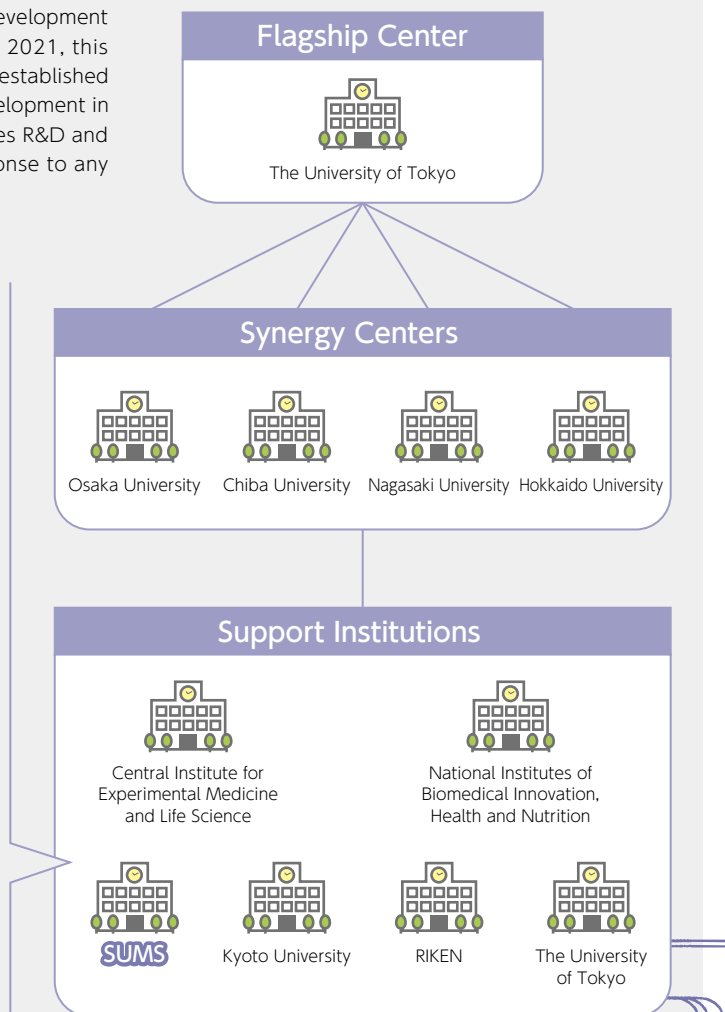 evelopment
2021, this
established
elopment in
es R&D and
onse to any
Flagship Center
The University of Tokyo
Synergy Centers
Osaka University
Chiba University
Nagasaki University
Hokkaido University
Support Institutions
Central Institute for
Experimental Medicine
and Life Science
National Institutes of
Biomedical Innovation,
Health and Nutrition
SUMS
Kyoto University
RIKEN
The University
of Tokyo